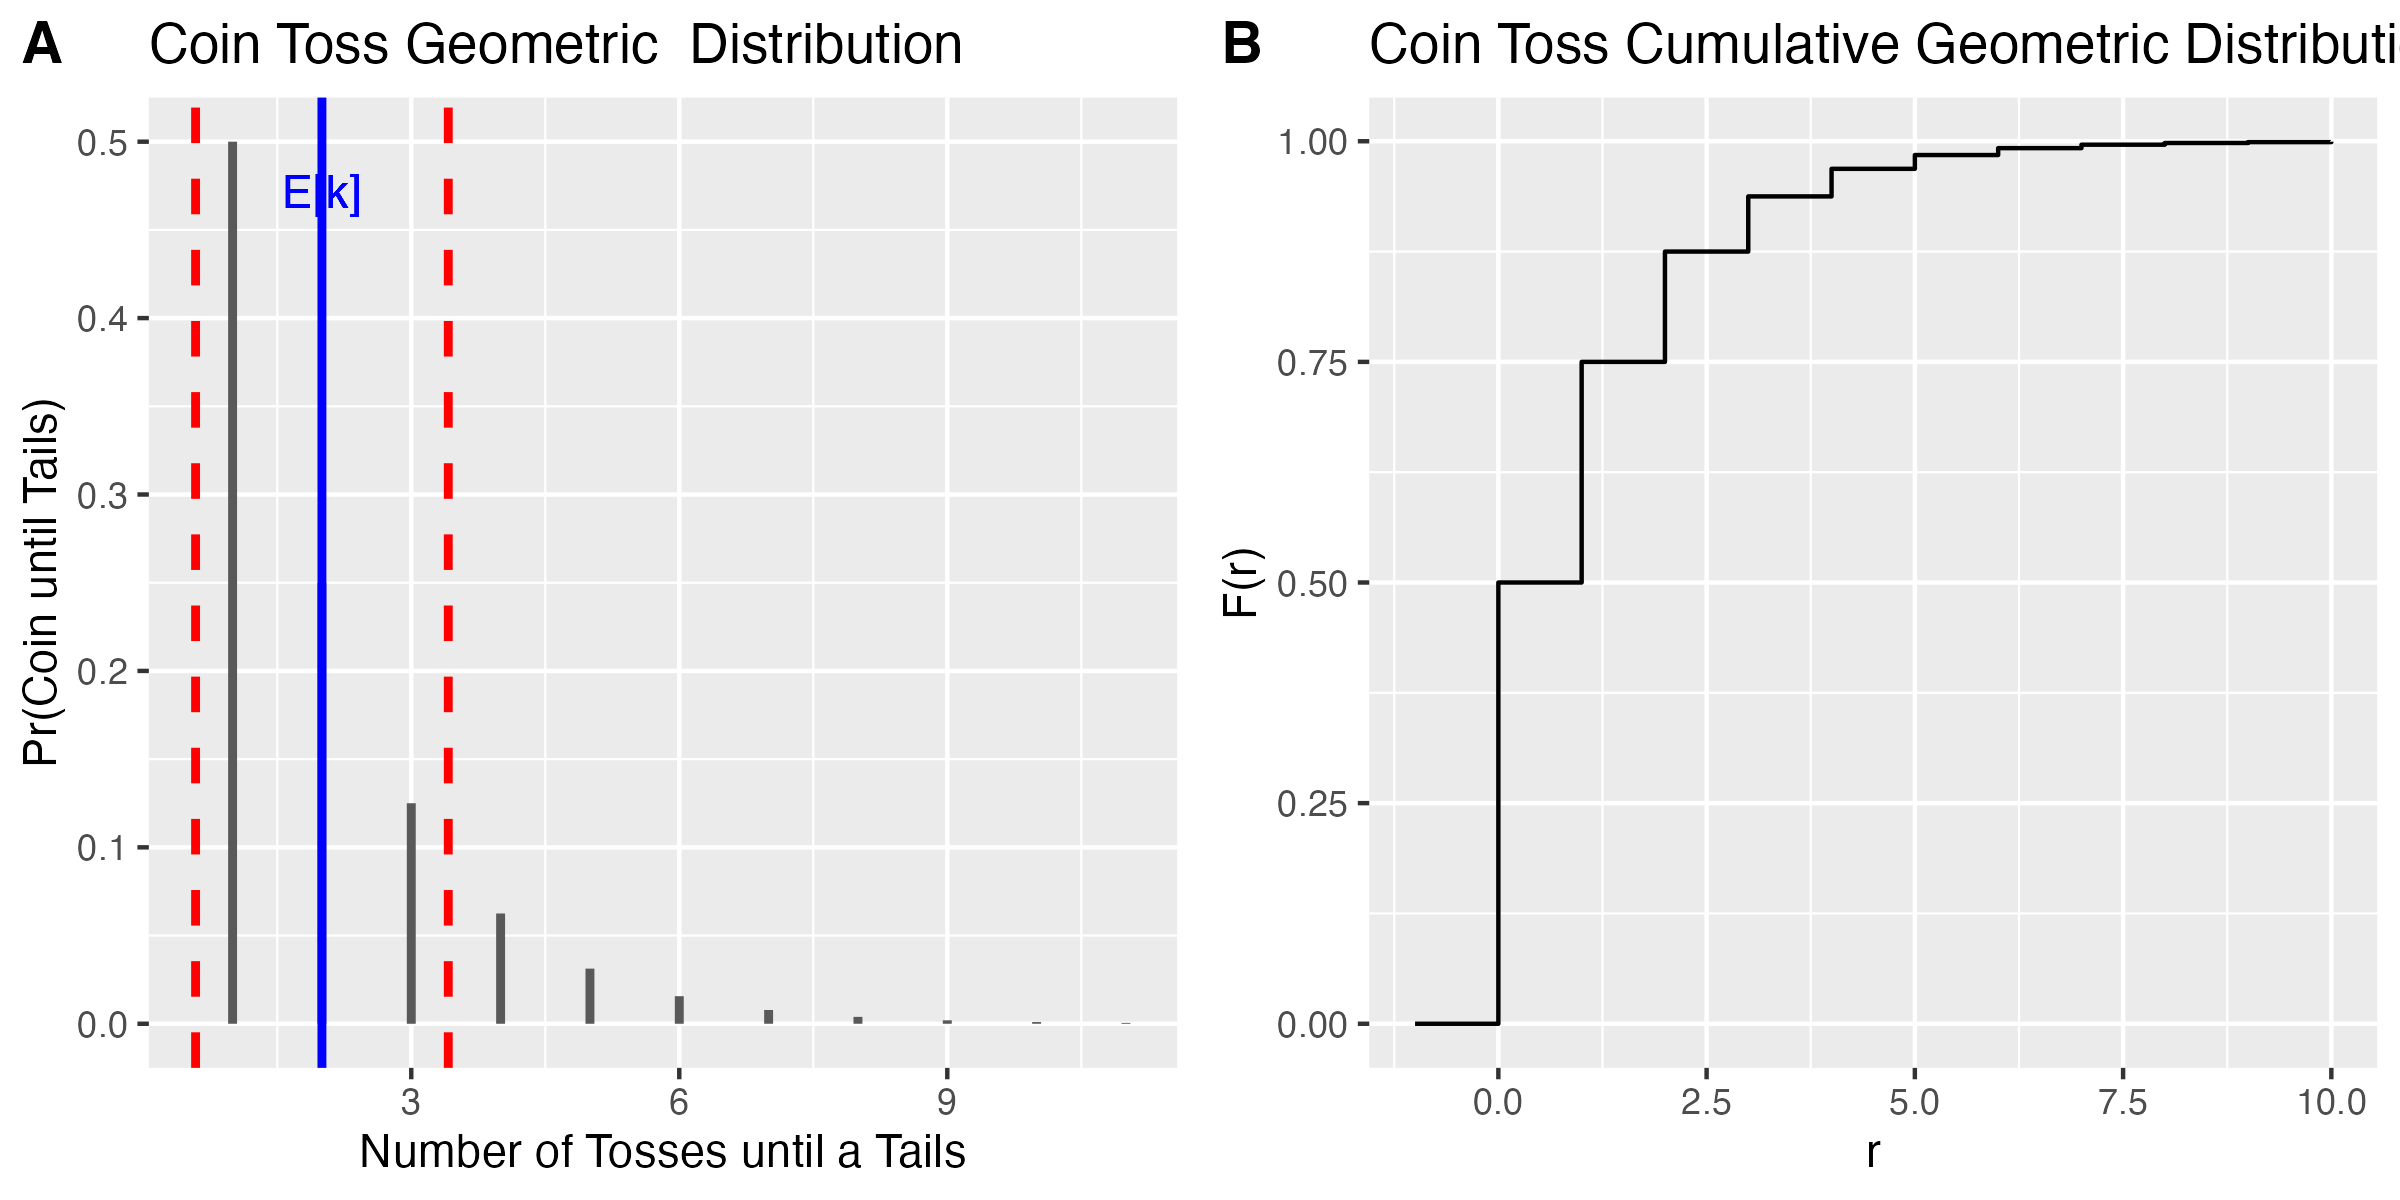 A
Coin Toss Geometric  Distribution
Pr(Coin until Tails)
0.5
0.4
0.3
0.2
0.1
0.0
E[k]
3 6 9
Number of Tosses until a Tails
B
Coin Toss Cumulative Geometric Distributi
F(r)
1.00
0.75
0.50
0.25
0.00
0.0 2.5 5.0 7.5 10.0
r